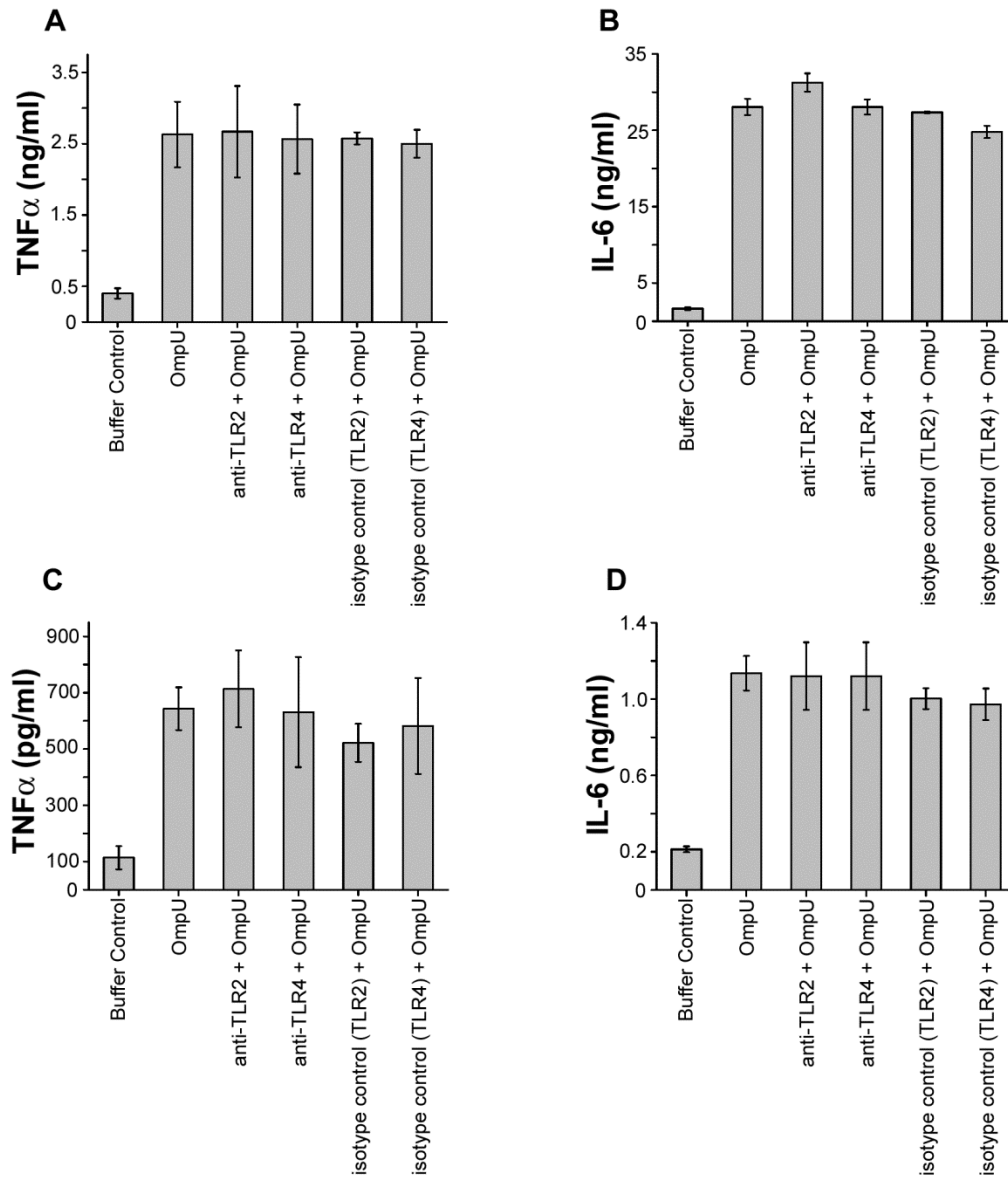 A
TNFα (ng/ml)
3.5
2.5
1.5
0.5
0
Buffer Control
OmpU
anti-TLR2 + OmpU
anti-TLR4 + OmpU
isotype control (TLR2) + OmpU
isotype control (TLR4) + OmpU
B
IL-6 (ng/ml)
35
25
15
5
0
Buffer Control
OmpU
anti-TLR2 + OmpU
anti-TLR4 + OmpU
isotype control (TLR2) + OmpU
isotype control (TLR4) + OmpU
C
TNFα (pg/ml)
900
700
500
300
100
0
Buffer Control
OmpU
anti-TLR2 + OmpU
anti-TLR4 + OmpU
isotype control (TLR2) + OmpU
isotype control (TLR4) + OmpU
D
IL-6 (ng/ml)
1.4
1.0
0.6
0.2
0
Buffer Control
OmpU
anti-TLR2 + OmpU
anti-TLR4 + OmpU
isotype control (TLR2) + OmpU
isotype control (TLR4) + OmpU